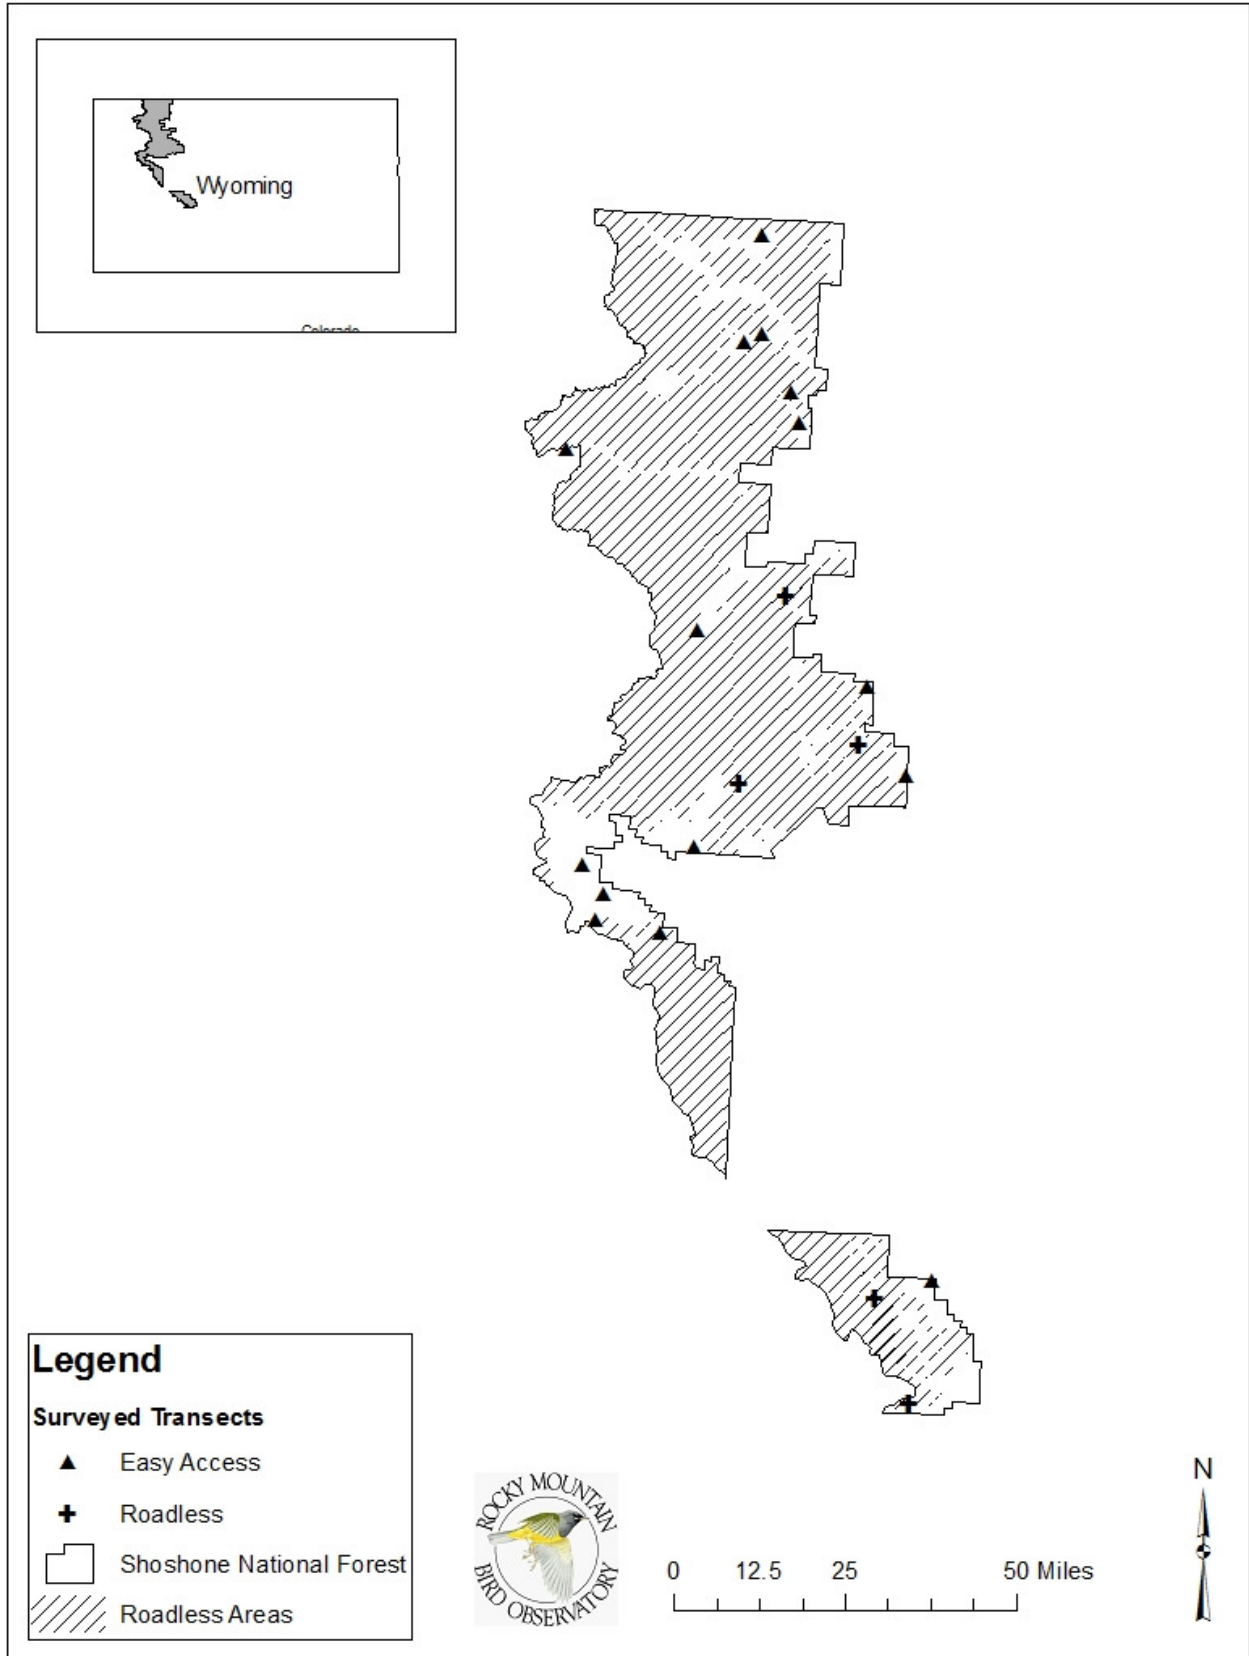 Wyoming
Colorado
Legend
Surveyed Transects
Easy Access
Roadless
Shoshone National Forest
Roadless Areas
ROCKY MOUNTAIN
BIRD OBSERVATORY
0 12.5 25 50 Miles
N